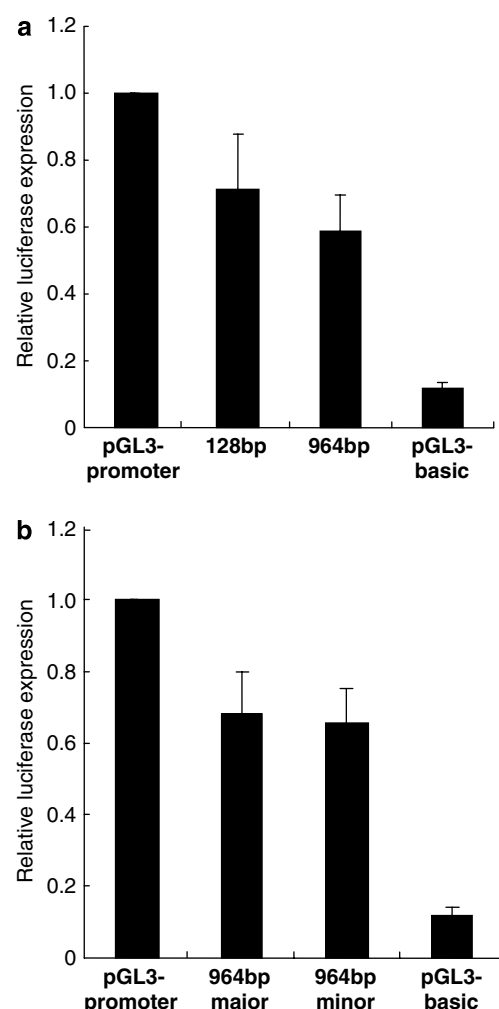 a
Relative luciferase expression
1.2
1.0
0.8
0.6
0.4
0.2
0
pGL3-
promoter
128bp
964bp
pGL3-
basic
b
Relative luciferase expression
1.2
1.0
0.8
0.6
0.4
0.2
0
pGL3-
promoter
964bp
major
964bp
minor
pGL3-
basic